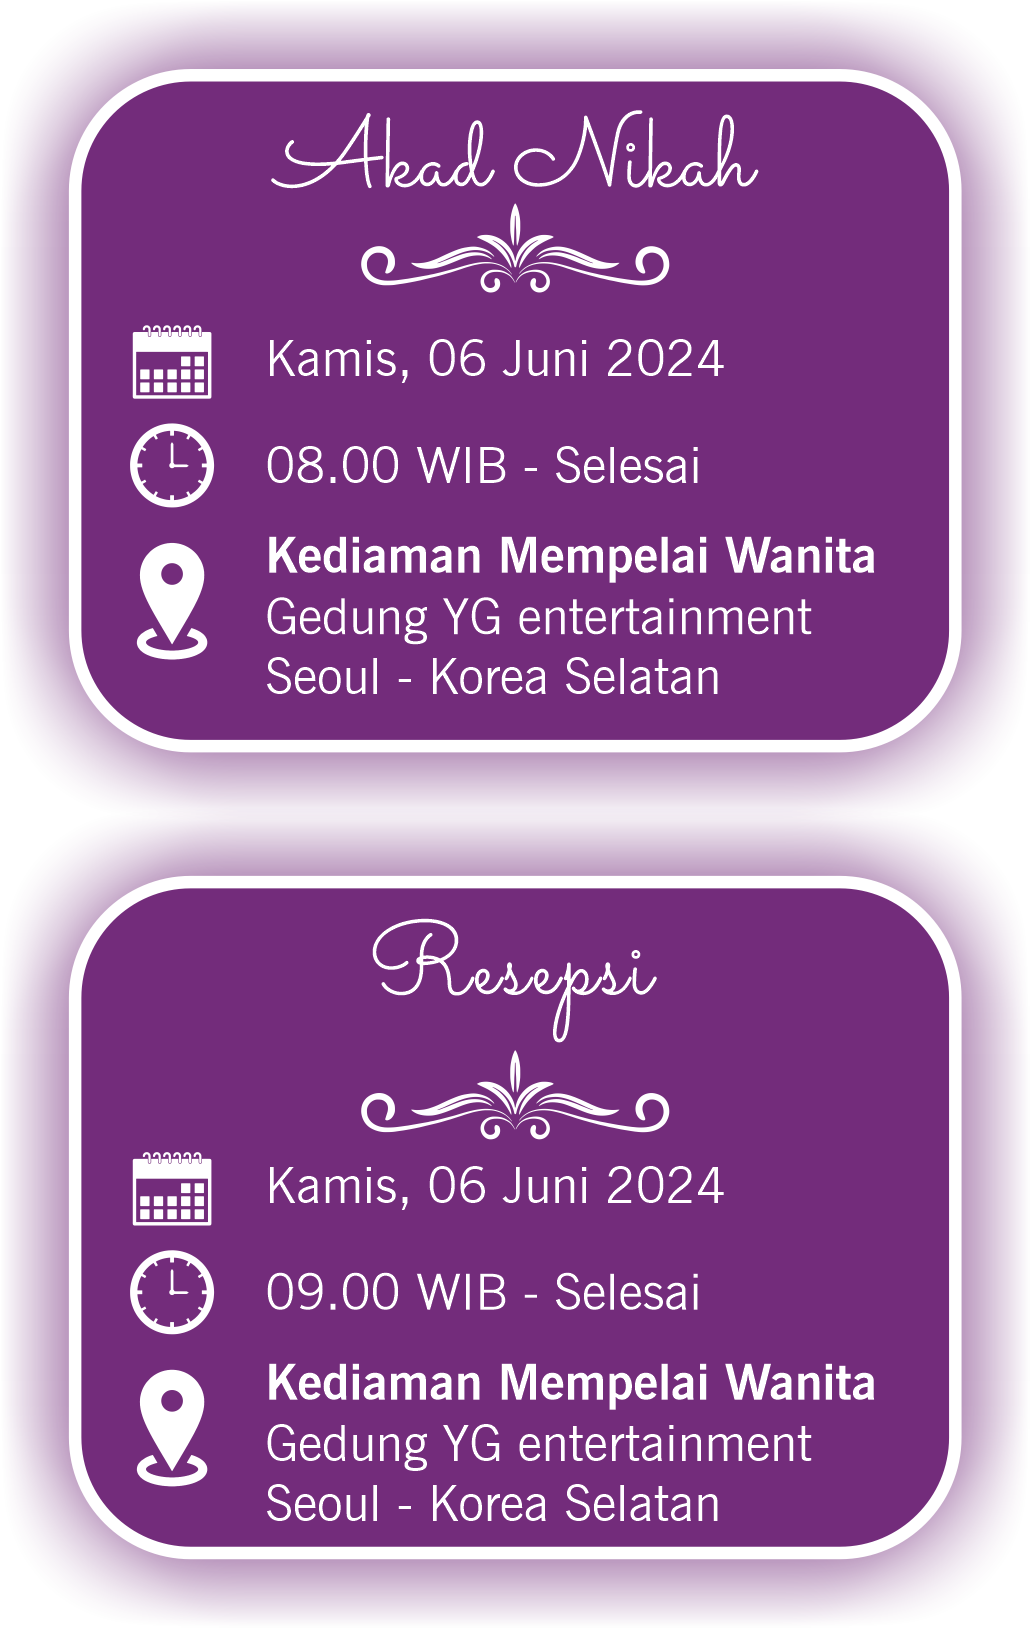 Akad Nikah
Kamis, 06 Juni 2024
08.00 WIB - Selesai
Kediaman Mempelai Wanita
Gedung YG entertainment
Seoul - Korea Selatan
Resepsi
Kamis, 06 Juni 2024
09.00 WIB - Selesai
Kediaman Mempelai Wanita
Gedung YG entertainment
Seoul - Korea Selatan